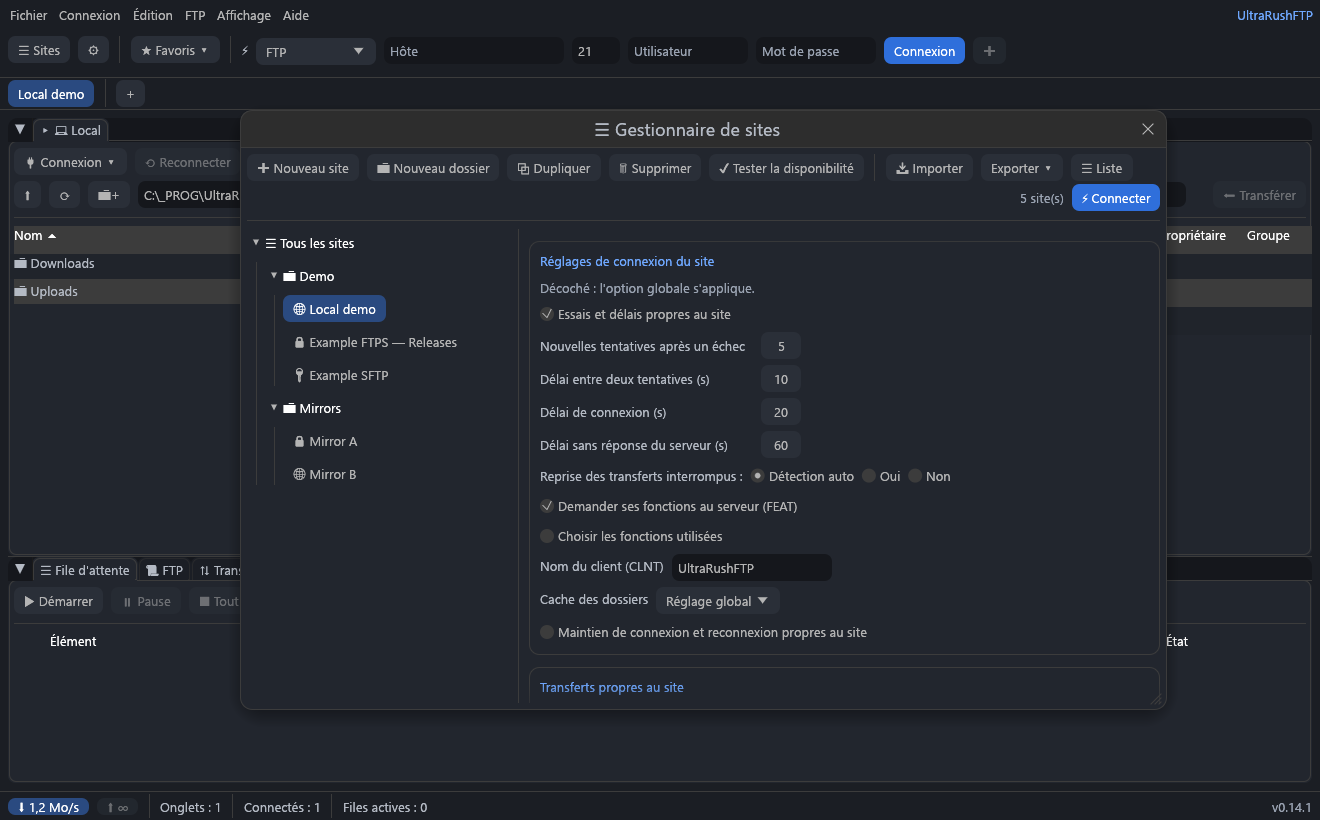 Fichier Connexion Édition FTP Affichage Aide UltraRushFTP
Sites Favoris FTP Hôte 21 Utilisateur Mot de passe Connexion +
Local demo +
Local
Gestionnaire de sites
Connexion Reconnecter
Nouveau site Nouveau dossier Dupliquer Supprimer Tester la disponibilité Importer Exporter Liste
C:\_PROG\UltraR
5 site(s) Connecter
Transférer
Nom
ropriétaire Groupe
Downloads
Uploads
Tous les sites
Demo
Local demo
Example FTPS — Releases
Example SFTP
Mirrors
Mirror A
Mirror B
Réglages de connexion du site
Décoché : l'option globale s'applique.
Essais et délais propres au site
Nouvelles tentatives après un échec 5
Délai entre deux tentatives (s) 10
Délai de connexion (s) 20
Délai sans réponse du serveur (s) 60
Reprise des transferts interrompus : Détection auto Oui Non
Demander ses fonctions au serveur (FEAT)
Choisir les fonctions utilisées
Nom du client (CLNT) UltraRushFTP
Cache des dossiers Réglage global
Maintien de connexion et reconnexion propres au site
Transferts propres au site
File d'attente FTP Trans
Démarrer Pause Tout
Élément
État
1,2 Mo/s ∞ Onglets : 1 Connectés : 1 Files actives : 0 v0.14.1